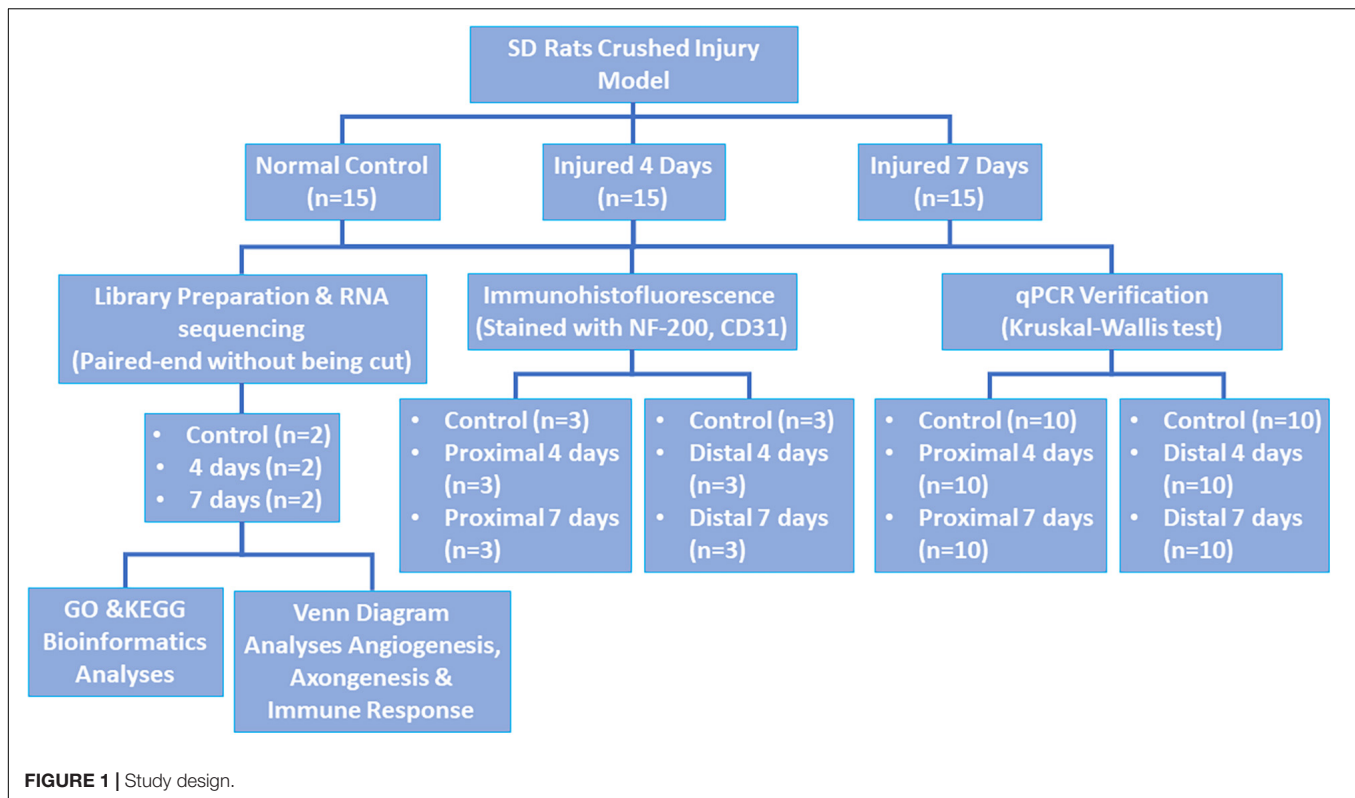 SD Rats Crushed Injury
Model
Normal Control
(n=15)
Injured 4 Days
(n=15)
Injured 7 Days
(n=15)
Library Preparation & RNA
sequencing
(Paired-end without being cut)
Immunohistofluorescence
(Stained with NF-200, CD31)
qPCR Verification
(Kruskal-Wallis test)
• Control (n=2)
• 4 days (n=2)
• 7 days (n=2)
• Control (n=3)
• Proximal 4 days
(n=3)
• Proximal 7 days
(n=3)
• Control (n=3)
• Distal 4 days
(n=3)
• Distal 7 days
(n=3)
• Control (n=10)
• Proximal 4 days
(n=10)
• Proximal 7 days
(n=10)
• Control (n=10)
• Distal 4 days
(n=10)
• Distal 7 days
(n=10)
GO &KEGG
Bioinformatics
Analyses
Venn Diagram
Analyses Angiogenesis,
Axongenesis &
Immune Response
FIGURE 1 | Study design.